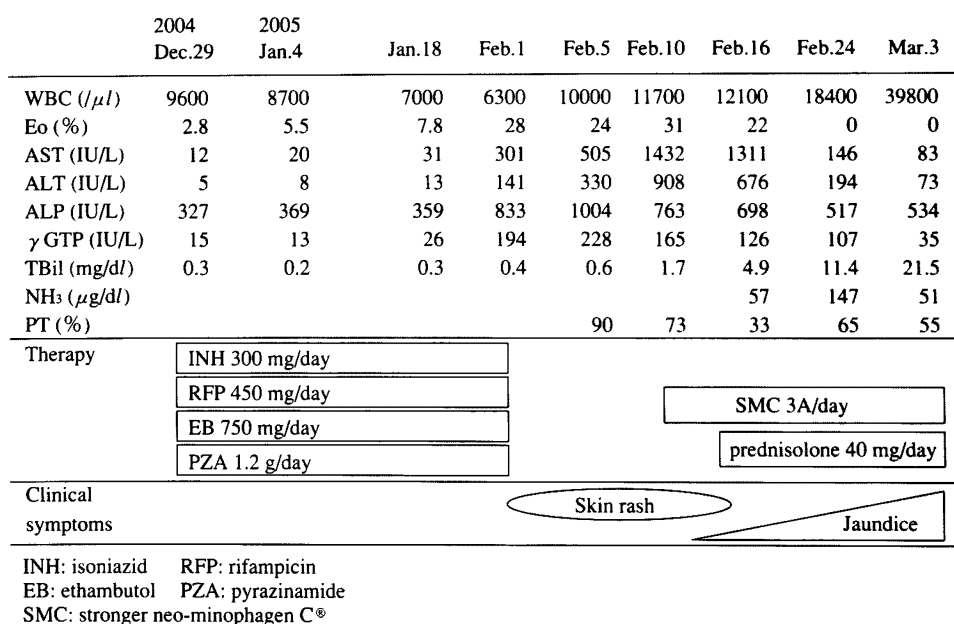 2004 2005
Dec.29 Jan.4 Jan.18 Feb.1 Feb.5 Feb.10 Feb.16 Feb.24 Mar.3
WBC (/μl) 9600 8700 7000 6300 10000 11700 12100 18400 39800
Eo (%) 2.8 5.5 7.8 28 24 31 22 0 0
AST (IU/L) 12 20 31 301 505 1432 1311 146 83
ALT (IU/L) 5 8 13 141 330 908 676 194 73
ALP (IU/L) 327 369 359 833 1004 763 698 517 534
γGTP (IU/L) 15 13 26 194 228 165 126 107 35
TBil (mg/dl) 0.3 0.2 0.3 0.4 0.6 1.7 4.9 11.4 21.5
NH₃ (μg/dl) 57 147 51
PT (%) 90 73 33 65 55
Therapy INH 300 mg/day
RFP 450 mg/day SMC 3A/day
EB 750 mg/day prednisolone 40 mg/day
PZA 1.2 g/day
Clinical Skin rash
symptoms Jaundice
INH: isoniazid RFP: rifampicin
EB: ethambutol PZA: pyrazinamide
SMC: stronger neo-minophagen C®